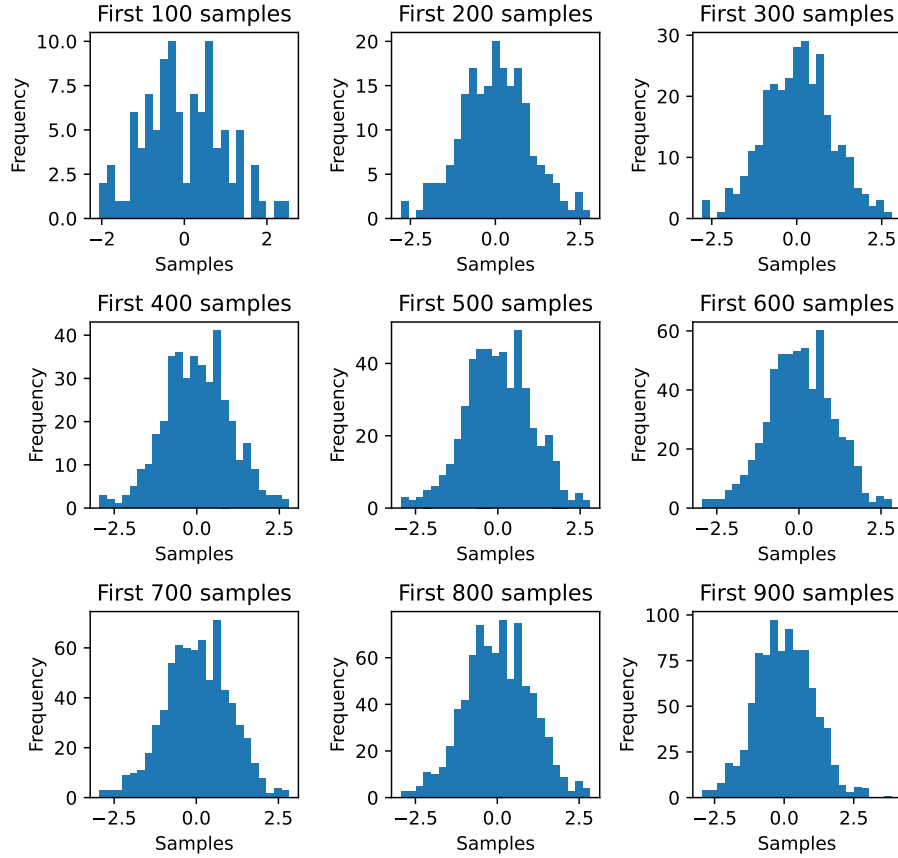 First 100 samples
First 200 samples
First 300 samples
Frequency
10.0
7.5
5.0
2.5
0.0
−2
0
2
Samples
Frequency
20
15
10
5
0
−2.5
0.0
2.5
Samples
Frequency
30
20
10
0
−2.5
0.0
2.5
Samples
First 400 samples
First 500 samples
First 600 samples
Frequency
40
30
20
10
0
−2.5
0.0
2.5
Samples
Frequency
40
20
0
−2.5
0.0
2.5
Samples
Frequency
60
40
20
0
−2.5
0.0
2.5
Samples
First 700 samples
First 800 samples
First 900 samples
Frequency
60
40
20
0
−2.5
0.0
2.5
Samples
Frequency
60
40
20
0
−2.5
0.0
2.5
Samples
Frequency
100
75
50
25
0
−2.5
0.0
2.5
Samples